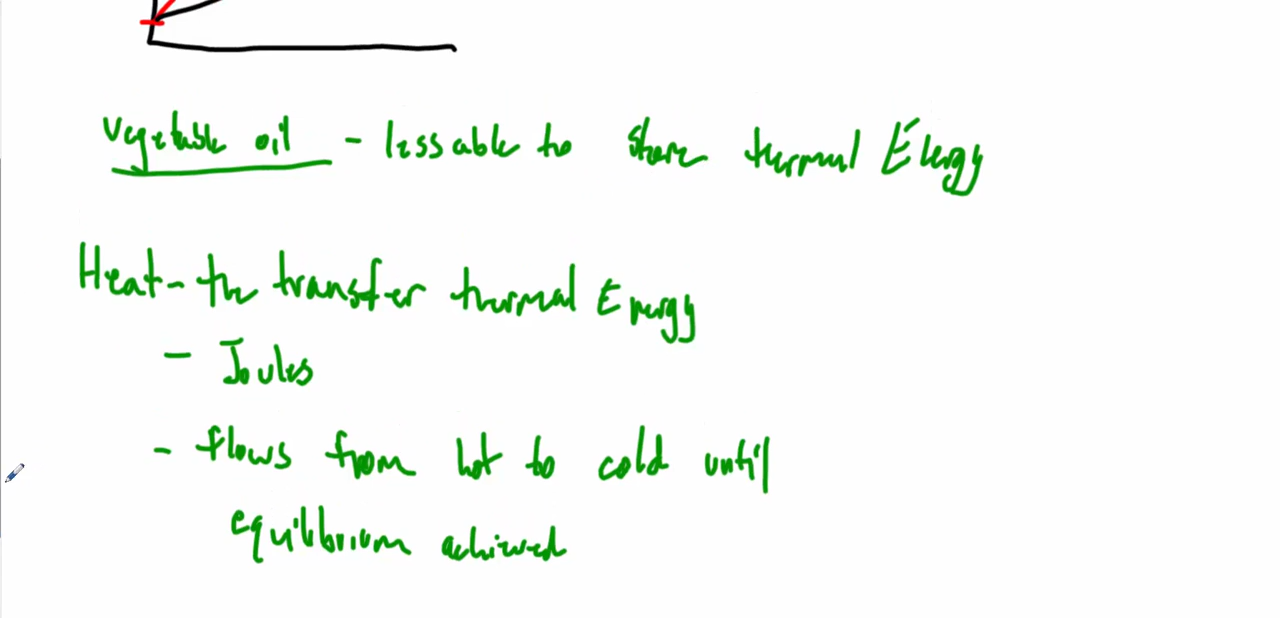 Vegetable oil - less able to share thermal Energy
Heat - the transfer thermal Energy
- Joules
- flows from hot to cold until
equilibrium achieved